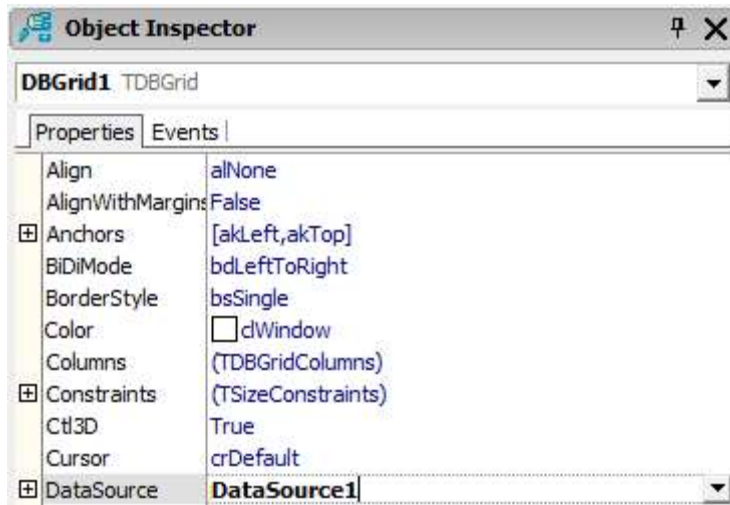 Object Inspector
DBGrid1 TDBGrid
Properties Events
Align alNone
AlignWithMargins False
Anchors [akLeft,akTop]
BiDiMode bdLeftToRight
BorderStyle bsSingle
Color clWindow
Columns (TDBGridColumns)
Constraints (TSizeConstraints)
Ctl3D True
Cursor crDefault
DataSource DataSource1